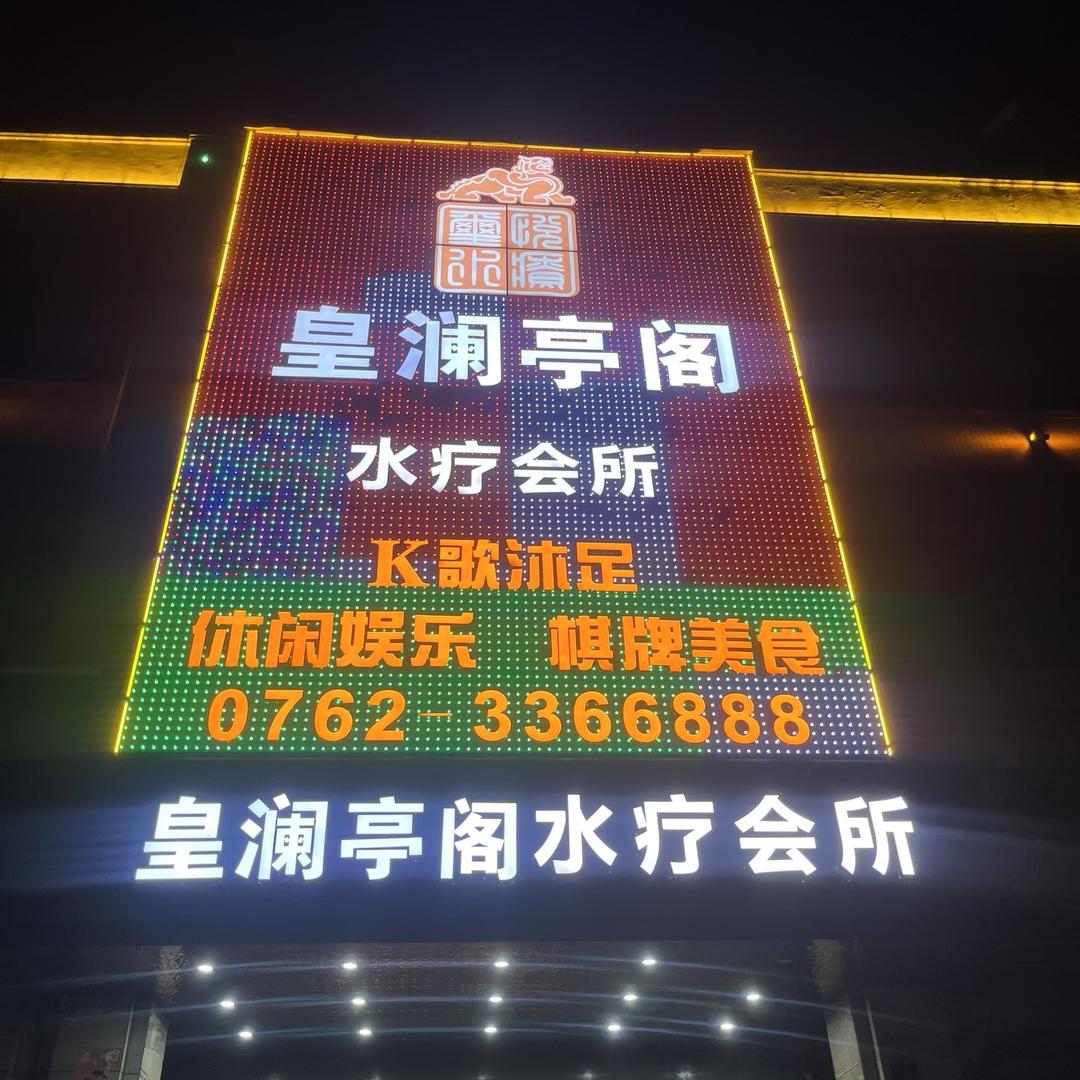 皇澜亭阁
水疗会所
K歌沐足
休闲娱乐 棋牌美食
0762-3366888
皇澜亭阁水疗会所